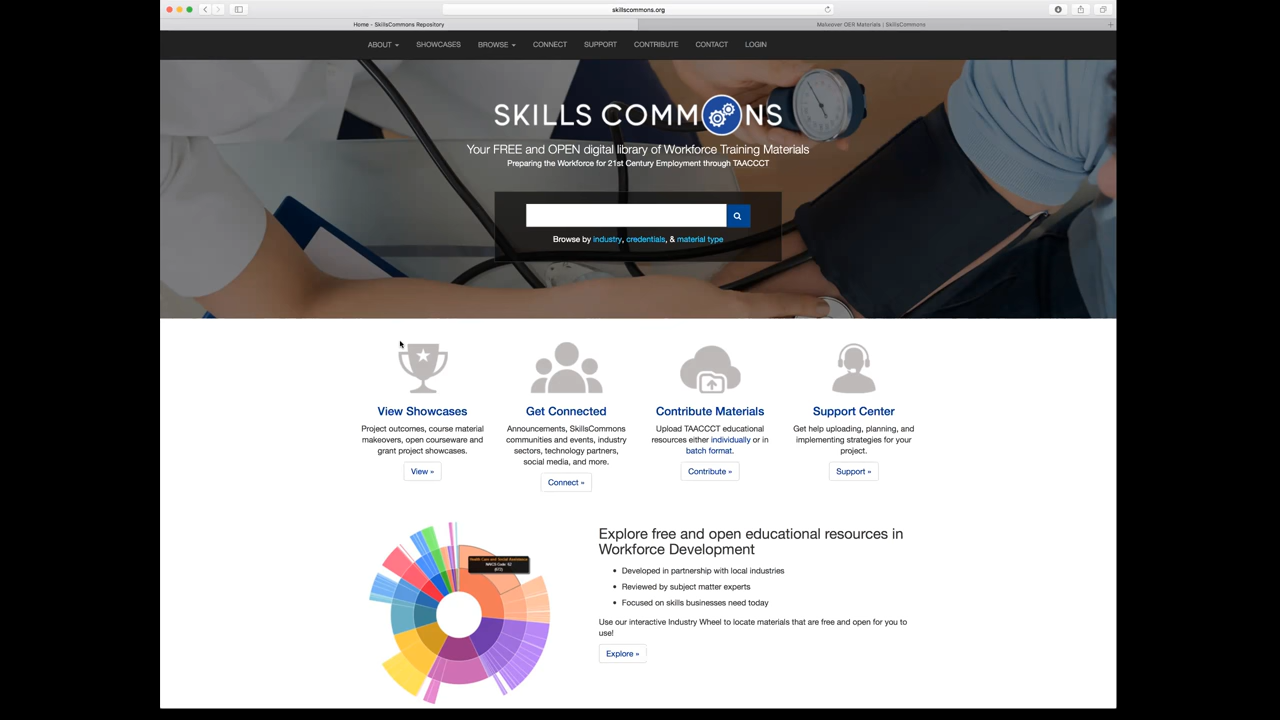 skillscommons.org
Home - SkillsCommons Repository
Makeover OER Materials | SkillsCommons
ABOUT SHOWCASES BROWSE CONNECT SUPPORT CONTRIBUTE CONTACT LOGIN
SKILLS COMMONS
Your FREE and OPEN digital library of Workforce Training Materials
Preparing the Workforce for 21st Century Employment through TAACCCT
Browse by industry, credentials, & material type
View Showcases
Project outcomes, course material
makeovers, open courseware and
grant project showcases.
View »
Get Connected
Announcements, SkillsCommons
communities and events, industry
sectors, technology partners,
social media, and more.
Connect »
Contribute Materials
Upload TAACCCT educational
resources either individually or in
batch format.
Contribute »
Support Center
Get help uploading, planning, and
implementing strategies for your
project.
Support »
Health Care and Social Assistance
NAICS Code: 62
Explore free and open educational resources in
Workforce Development
Developed in partnership with local industries
Reviewed by subject matter experts
Focused on skills businesses need today
Use our interactive Industry Wheel to locate materials that are free and open for you to
use!
Explore »